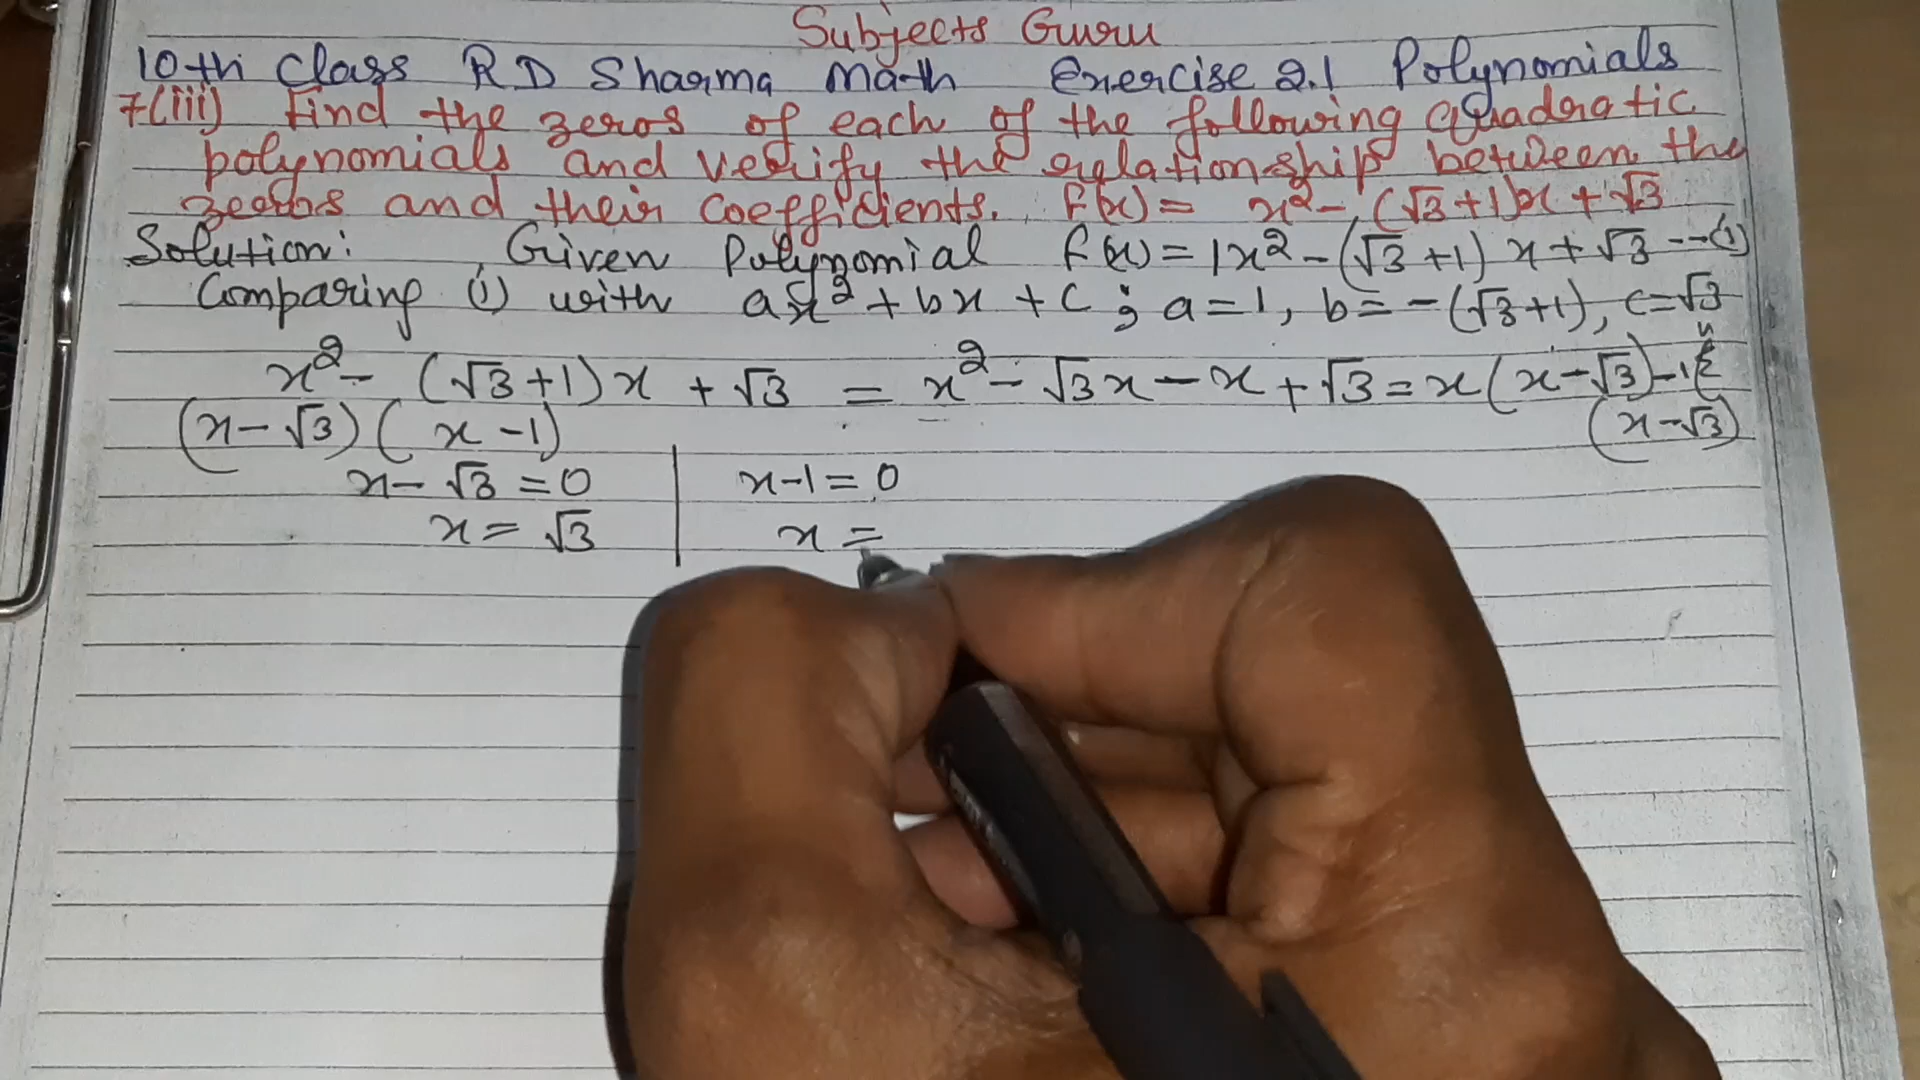 Subjects Guru
10th Class RD Sharma Math Exercise 2.1 Polynomials
7(iii) Find the zeros of each of the following quadratic
polynomials and verify the relationship between the
zeros and their coefficients. f(x) = x² - (√3+1)x + √3
Solution: Given Polynomial f(x) = 1x² - (√3+1) x + √3 --- (1)
Comparing (1) with ax² + bx + c ; a = 1, b = -(√3+1), c = √3
x² - (√3+1)x + √3 = x² - √3x - x + √3 = x(x-√3) -1
(x-√3)
(x-√3)(x-1)
x - √3 = 0 x-1 = 0
x = √3 x =